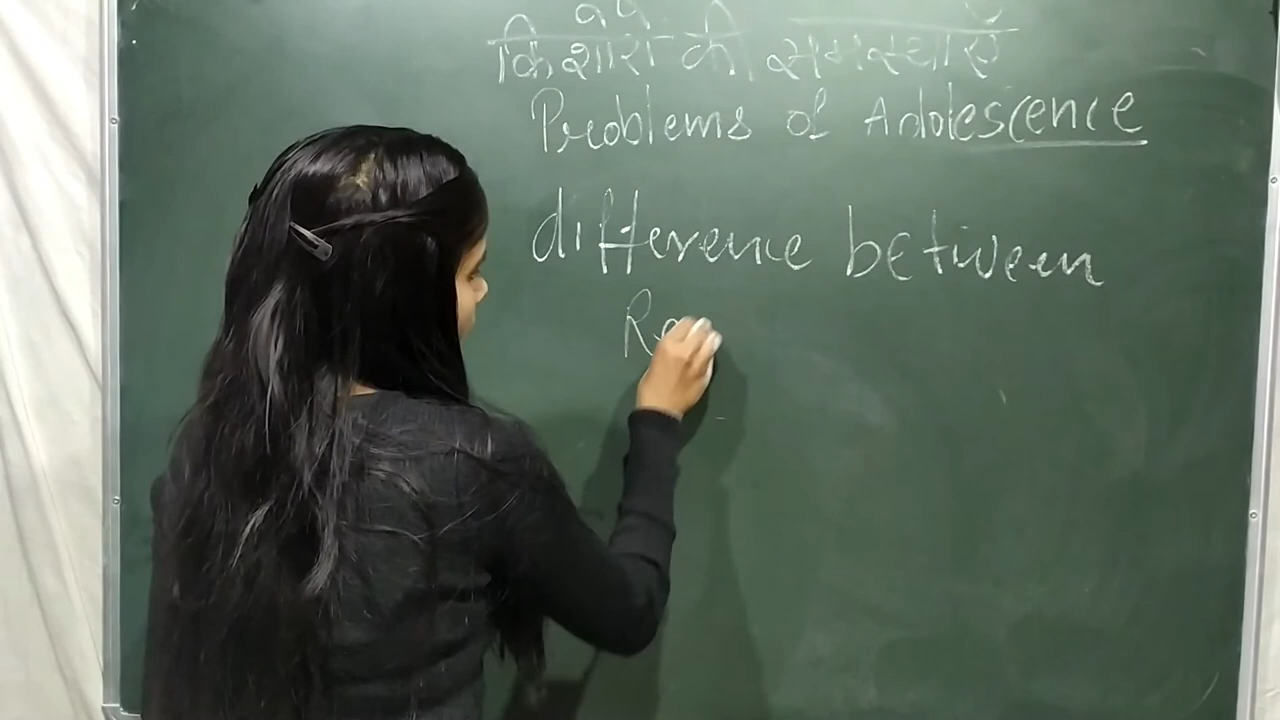 किशोरों की समस्याएँ
Problems of Adolescence
difference between